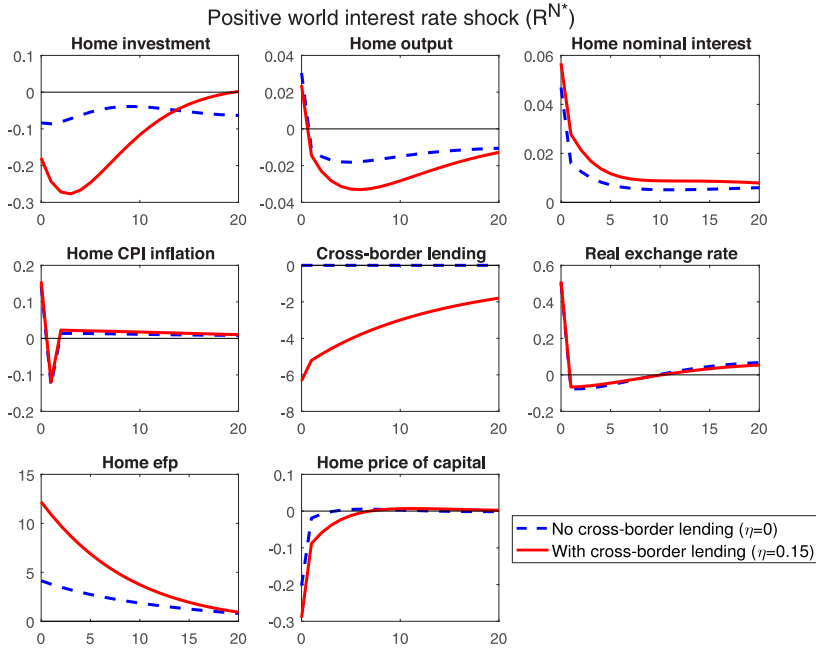 Positive world interest rate shock (R^N*)
Home investment
0.1
0
-0.1
-0.2
-0.3
0 10 20
Home output
0.04
0.02
0
-0.02
-0.04
0 10 20
Home nominal interest
0.06
0.04
0.02
0
0 10 20
Home CPI inflation
0.2
0.1
0
-0.1
-0.2
0 10 20
Cross-border lending
0
-2
-4
-6
-8
0 10 20
Real exchange rate
0.6
0.4
0.2
0
-0.2
0 5 10 15 20
Home efp
15
10
5
0
0 5 10 15 20
Home price of capital
0.1
0
-0.1
-0.2
-0.3
0 10 20
No cross-border lending (η=0)
With cross-border lending (η=0.15)